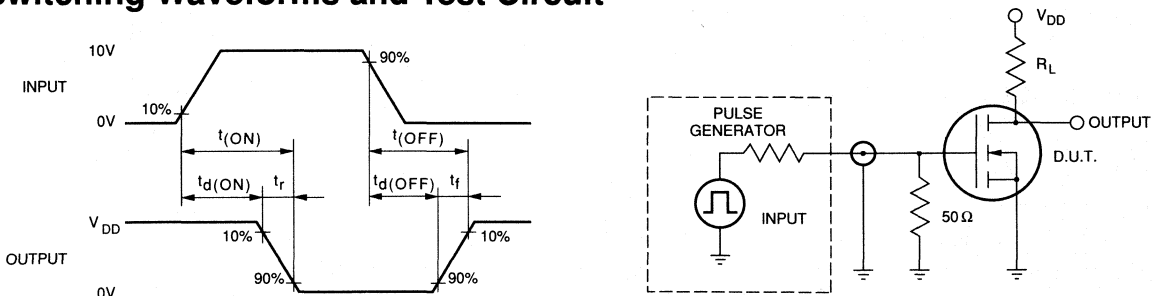 Switching Waveforms and Test Circuit
10V
INPUT
0V
10%
90%
t(ON)
t(OFF)
td(ON)
tr
td(OFF)
tf
VDD
OUTPUT
0V
10%
90%
90%
10%
PULSE
GENERATOR
INPUT
50Ω
VDD
RL
OUTPUT
D.U.T.